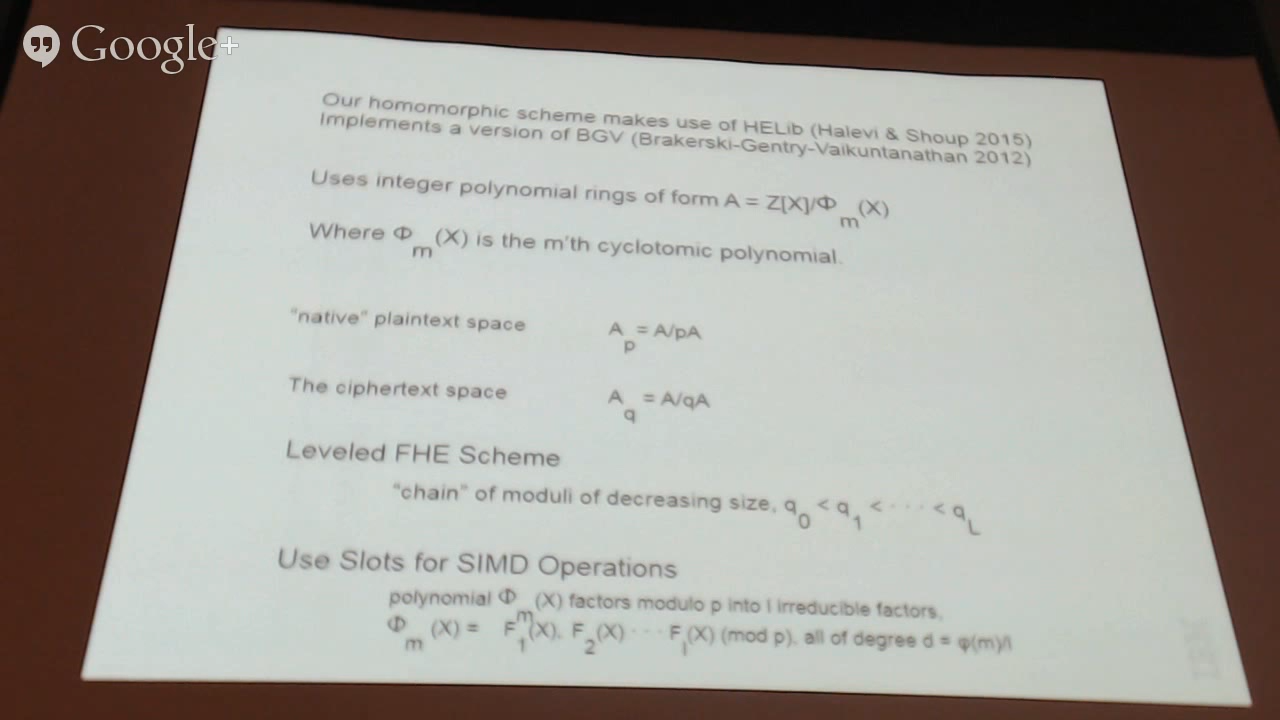 Google+
Our homomorphic scheme makes use of HELib (Halevi & Shoup 2015)
Implements a version of BGV (Brakerski-Gentry-Vaikuntanathan 2012)
Uses integer polynomial rings of form A = Z[X]/Φm(X)
Where Φm(X) is the m'th cyclotomic polynomial.
"native" plaintext space Ap = A/pA
The ciphertext space Aq = A/qA
Leveled FHE Scheme
"chain" of moduli of decreasing size, q0 < q1 < ··· < qL
Use Slots for SIMD Operations
polynomial Φm(X) factors modulo p into l irreducible factors,
Φm(X) = F1(X), F2(X) ··· Fl(X) (mod p), all of degree d = φ(m)/l